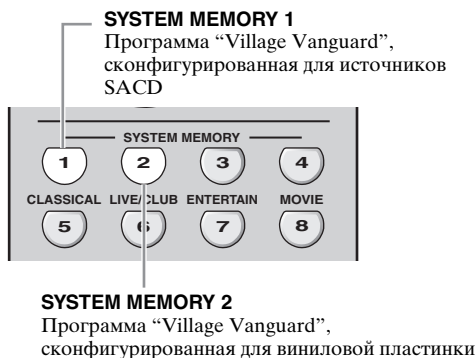 SYSTEM MEMORY 1
Программа “Village Vanguard”,
сконфигурированная для источников
SACD
SYSTEM MEMORY
1 2 3 4
CLASSICAL LIVE/CLUB ENTERTAIN MOVIE
5 6 7 8
SYSTEM MEMORY 2
Программа “Village Vanguard”,
сконфигурированная для виниловой пластинки